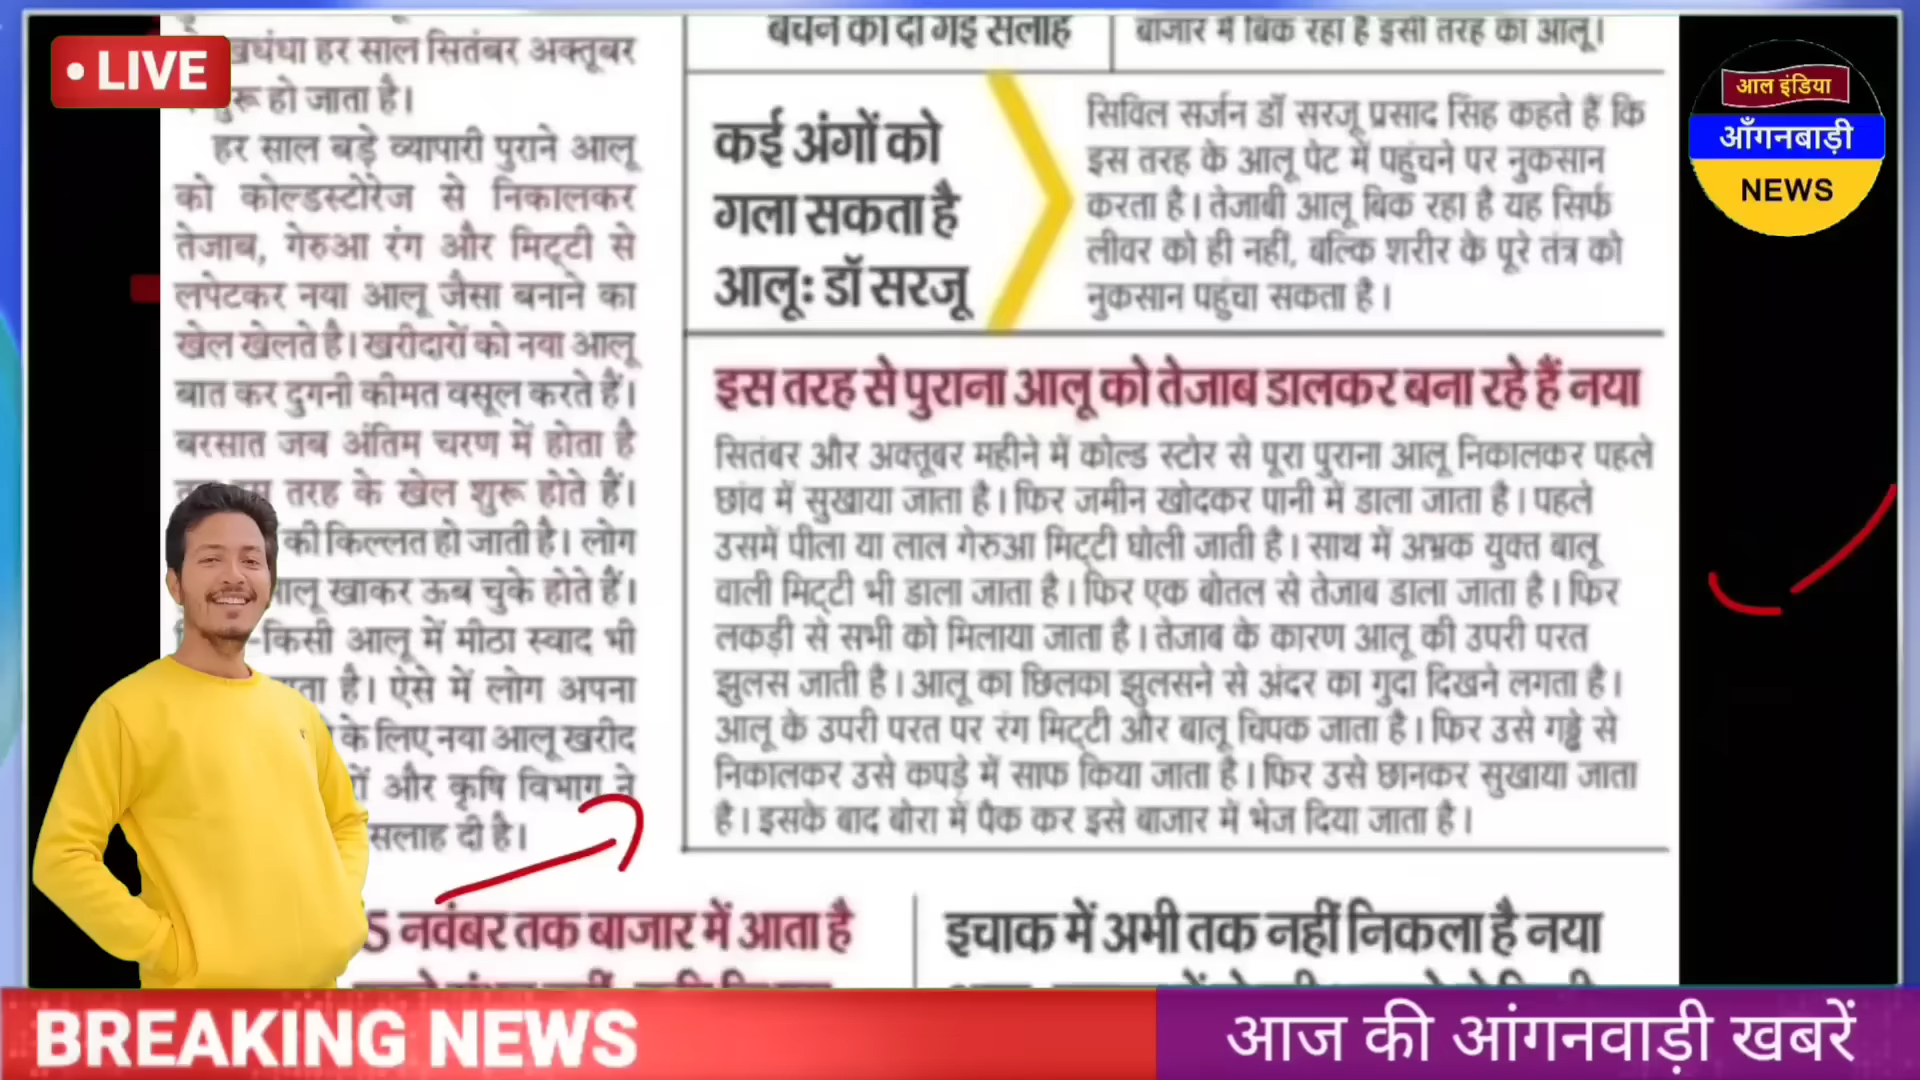 LIVE
खधंधा हर साल सितंबर अक्तूबर
हो जाता है।
हर साल बड़े व्यापारी पुराने आलू
को कोल्डस्टोरेज से निकालकर
तेजाब, गेरुआ रंग और मिट्टी से
लपेटकर नया आलू जैसा बनाने का
खेल खेलते है। खरीदारों को नया आलू
बात कर दुगनी कीमत वसूल करते हैं।
बरसात जब अंतिम चरण में होता है
तरह के खेल शुरू होते हैं।
की किल्लत हो जाती है। लोग
खाकर ऊब चुके होते हैं।
-किसी आलू में मीठा स्वाद भी
है। ऐसे में लोग अपना
के लिए नया आलू खरीद
और कृषि विभाग ने
सलाह दी है।
बेचने को दी गई सलाह
बाजार में बिक रहा है इसी तरह का आलू।
कई अंगों को
गला सकता है
आलूः डॉ सरजू
सिविल सर्जन डॉ सरजू प्रसाद सिंह कहते हैं कि
इस तरह के आलू पेट में पहुंचने पर नुकसान
करता है। तेजाबी आलू बिक रहा है यह सिर्फ
लीवर को ही नहीं, बल्कि शरीर के पूरे तंत्र को
नुकसान पहुंचा सकता है।
इस तरह से पुराना आलू को तेजाब डालकर बना रहे हैं नया
सितंबर और अक्तूबर महीने में कोल्ड स्टोर से पूरा पुराना आलू निकालकर पहले
छांव में सुखाया जाता है। फिर जमीन खोदकर पानी में डाला जाता है। पहले
उसमें पीला या लाल गेरुआ मिट्टी घोली जाती है। साथ में अभ्रक युक्त बालू
वाली मिट्टी भी डाला जाता है। फिर एक बोतल से तेजाब डाला जाता है। फिर
लकड़ी से सभी को मिलाया जाता है। तेजाब के कारण आलू की उपरी परत
झुलस जाती है। आलू का छिलका झुलसने से अंदर का गुदा दिखने लगता है।
आलू के उपरी परत पर रंग मिट्टी और बालू चिपक जाता है। फिर उसे गड्ढे से
निकालकर उसे कपड़े में साफ किया जाता है। फिर उसे छानकर सुखाया जाता
है। इसके बाद बोरा में पैक कर इसे बाजार में भेज दिया जाता है।
5 नवंबर तक बाजार में आता है
इचाक में अभी तक नहीं निकला है नया
आल इंडिया
आँगनबाड़ी
NEWS
BREAKING NEWS
आज की आंगनवाड़ी खबरें